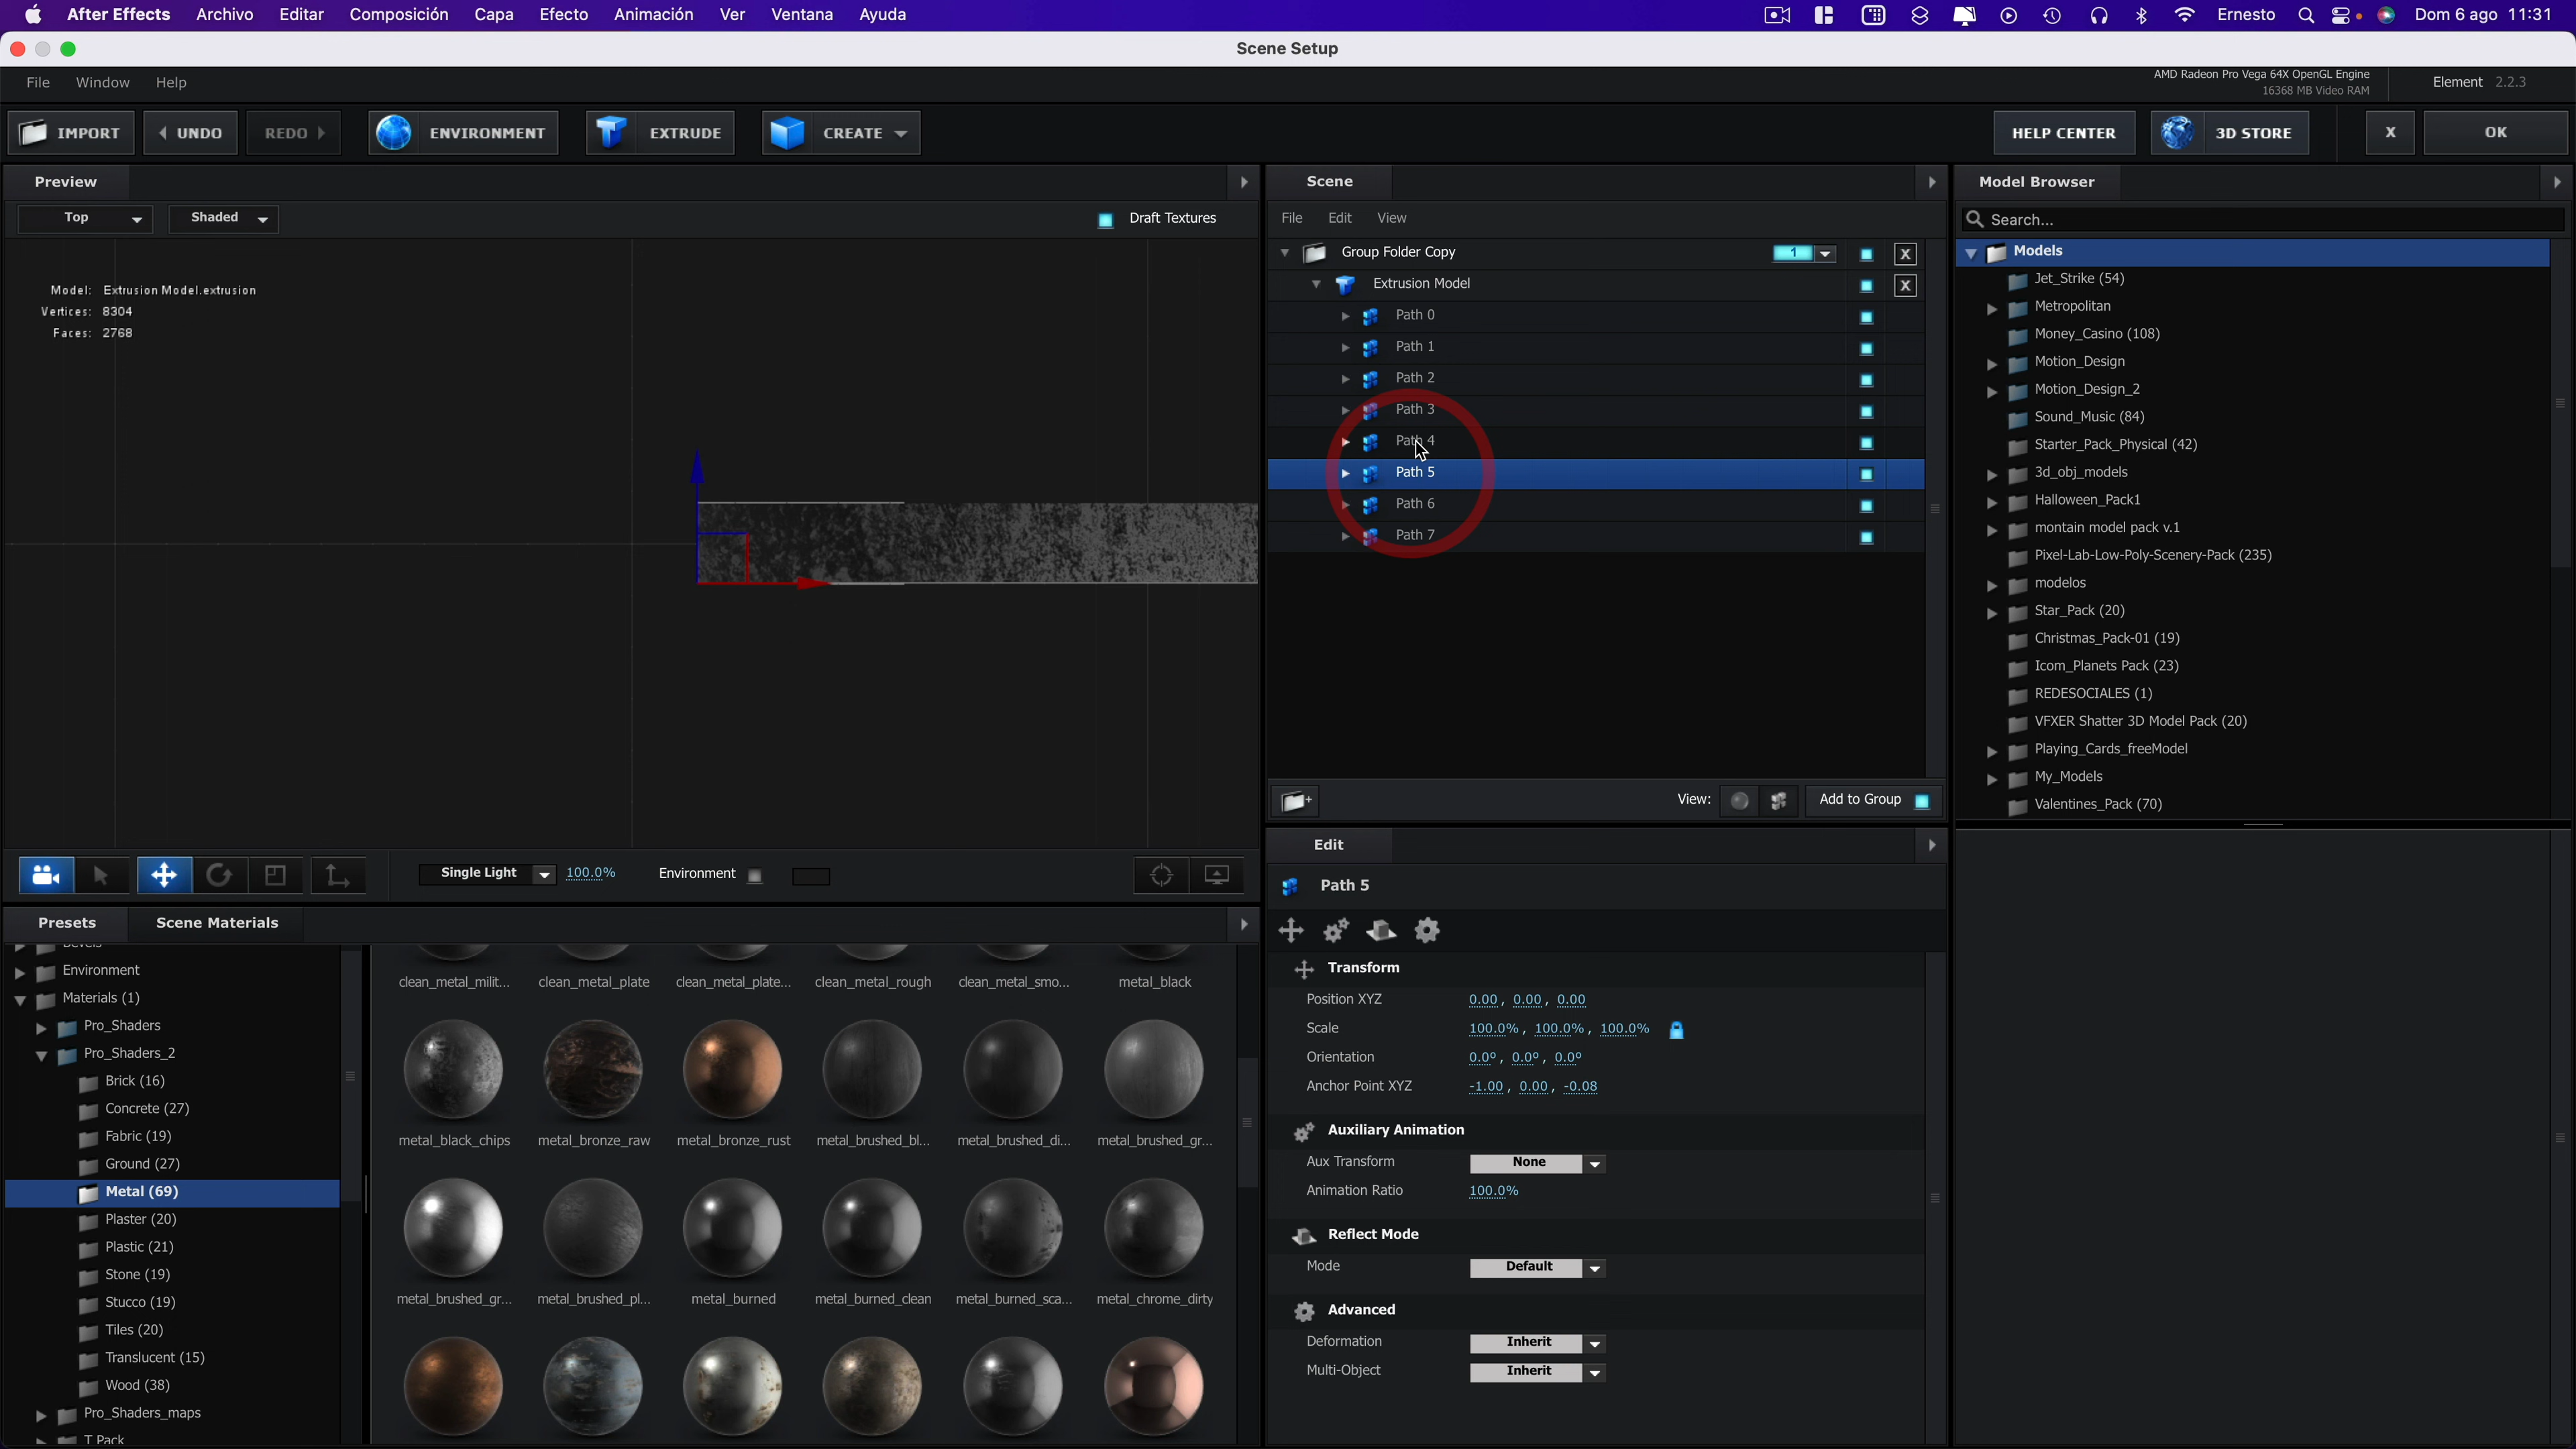 After Effects Archivo Editar Composición Capa Efecto Animación Ver Ventana Ayuda Ernesto Dom 6 ago 11:31
Scene Setup
File Window Help
AMD Radeon Pro Vega 64X OpenGL Engine
16368 MB Video RAM
Element 2.2.3
IMPORT UNDO REDO ENVIRONMENT EXTRUDE CREATE HELP CENTER 3D STORE X OK
Preview
Top Shaded Draft Textures
Model: Extrusion Model.extrusion
Vertices: 8304
Faces: 2768
Single Light 100.0% Environment
Scene
File Edit View
Group Folder Copy 1 X
Extrusion Model X
Path 0
Path 1
Path 2
Path 3
Path 4
Path 5
Path 6
Path 7
View: Add to Group
Model Browser
Search...
Models
Jet_Strike (54)
Metropolitan
Money_Casino (108)
Motion_Design
Motion_Design_2
Sound_Music (84)
Starter_Pack_Physical (42)
3d_obj_models
Halloween_Pack1
montain model pack v.1
Pixel-Lab-Low-Poly-Scenery-Pack (235)
modelos
Star_Pack (20)
Christmas_Pack-01 (19)
Icom_Planets Pack (23)
REDESOCIALES (1)
VFXER Shatter 3D Model Pack (20)
Playing_Cards_freeModel
My_Models
Valentines_Pack (70)
Presets Scene Materials
Bevels
Environment
Materials (1)
Pro_Shaders
Pro_Shaders_2
Brick (16)
Concrete (27)
Fabric (19)
Ground (27)
Metal (69)
Plaster (20)
Plastic (21)
Stone (19)
Stucco (19)
Tiles (20)
Translucent (15)
Wood (38)
Pro_Shaders_maps
T Pack
clean_metal_milit... clean_metal_plate clean_metal_plate... clean_metal_rough clean_metal_smo... metal_black
metal_black_chips metal_bronze_raw metal_bronze_rust metal_brushed_bl... metal_brushed_di... metal_brushed_gr...
metal_brushed_gr... metal_brushed_pl... metal_burned metal_burned_clean metal_burned_sca... metal_chrome_dirty
Edit
Path 5
Transform
Position XYZ 0.00, 0.00, 0.00
Scale 100.0%, 100.0%, 100.0%
Orientation 0.0º, 0.0º, 0.0º
Anchor Point XYZ -1.00, 0.00, -0.08
Auxiliary Animation
Aux Transform None
Animation Ratio 100.0%
Reflect Mode
Mode Default
Advanced
Deformation Inherit
Multi-Object Inherit